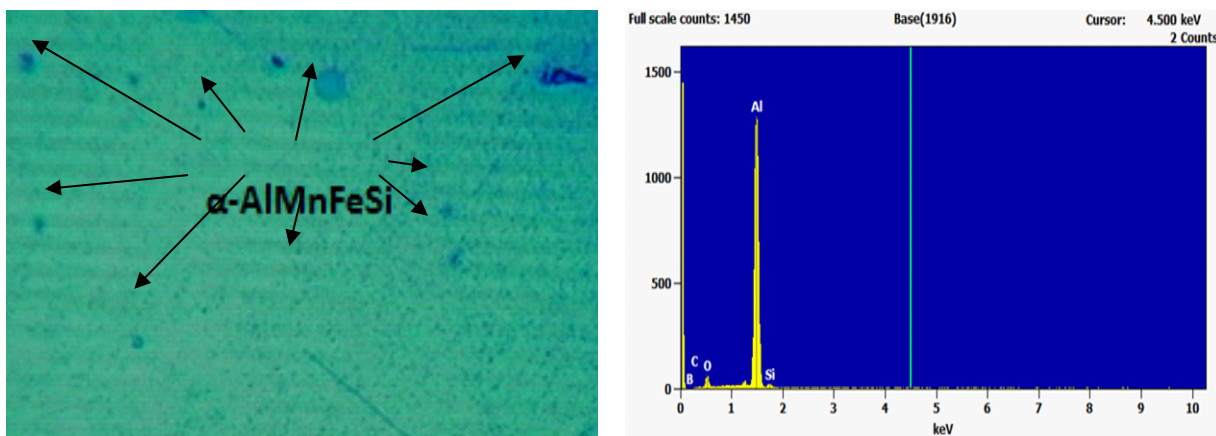 α-AlMnFeSi
Full scale counts: 1450 Base(1916) Cursor: 4.500 keV
2 Counts
1500
Al
1000
500
C
O
B
Si
0
0 1 2 3 4 5 6 7 8 9 10
keV